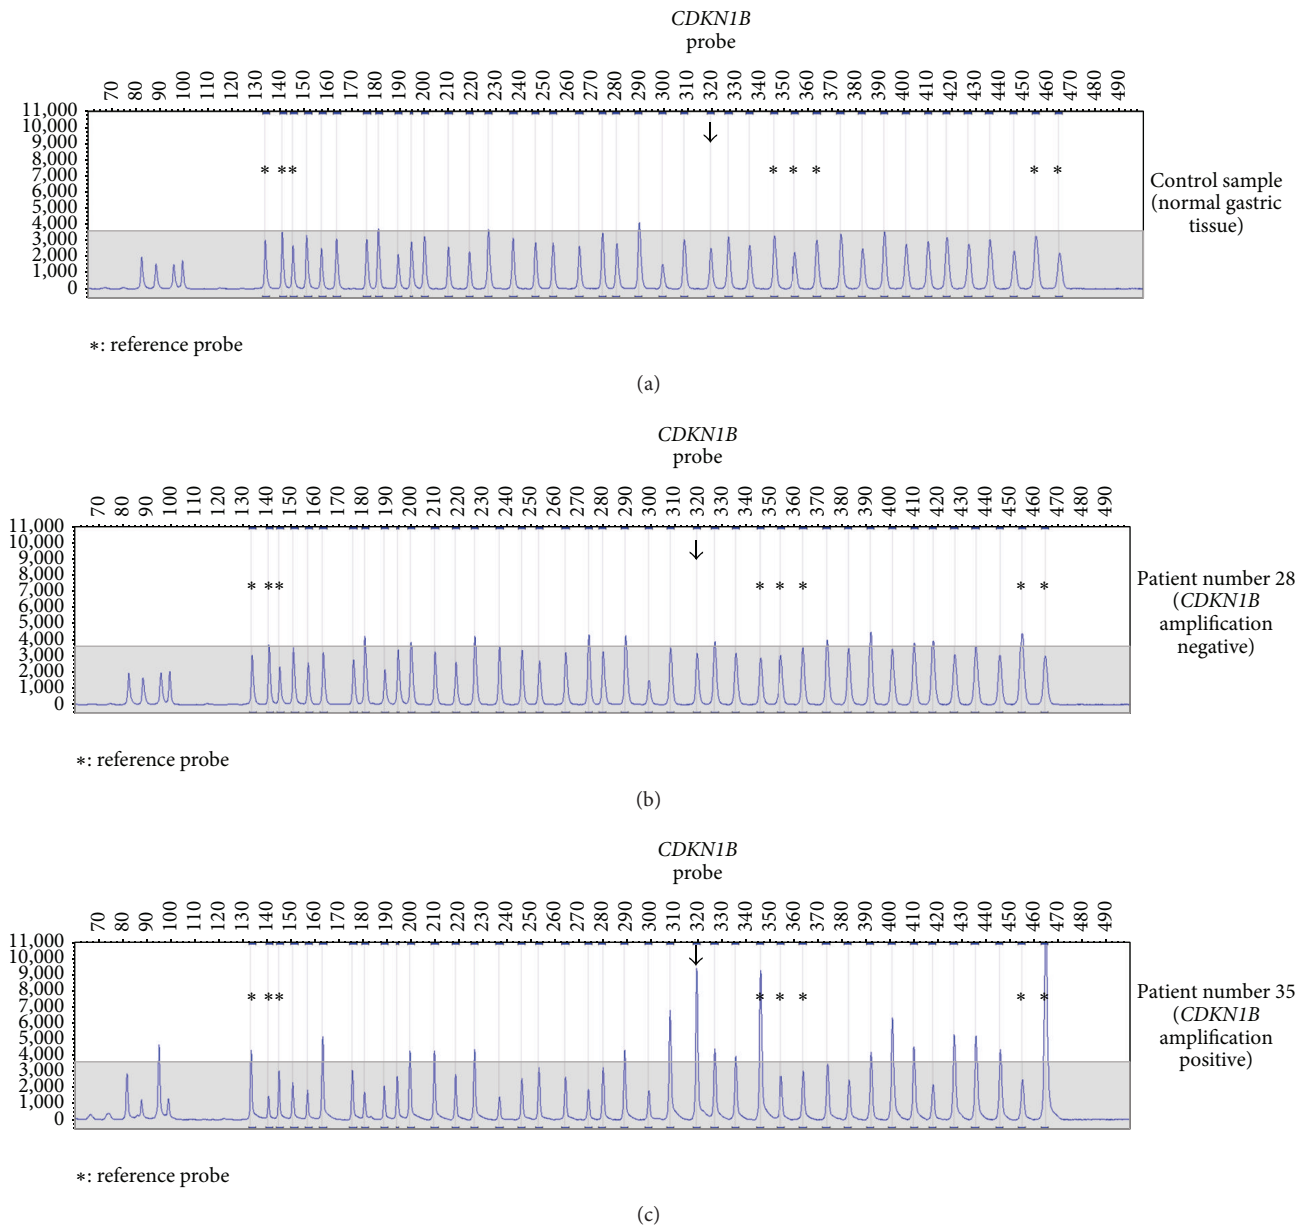 CDKN1B
probe
70 80 90 100 110 120 130 140 150 160 170 180 190 200 210 220 230 240 250 260 270 280 290 300 310 320 330 340 350 360 370 380 390 400 410 420 430 440 450 460 470 480 490
11,000
10,000
9,000
8,000
7,000
6,000
5,000
4,000
3,000
2,000
1,000
0
* * * * * * * *
Control sample
(normal gastric
tissue)
*: reference probe
(a)
CDKN1B
probe
70 80 90 100 110 120 130 140 150 160 170 180 190 200 210 220 230 240 250 260 270 280 290 300 310 320 330 340 350 360 370 380 390 400 410 420 430 440 450 460 470 480 490
11,000
10,000
9,000
8,000
7,000
6,000
5,000
4,000
3,000
2,000
1,000
0
* * * * * * * *
Patient number 28
(CDKN1B
amplification
negative)
*: reference probe
(b)
CDKN1B
probe
70 80 90 100 110 120 130 140 150 160 170 180 190 200 210 220 230 240 250 260 270 280 290 300 310 320 330 340 350 360 370 380 390 400 410 420 430 440 450 460 470 480 490
11,000
10,000
9,000
8,000
7,000
6,000
5,000
4,000
3,000
2,000
1,000
0
* * * * * * * *
Patient number 35
(CDKN1B
amplification
positive)
*: reference probe
(c)